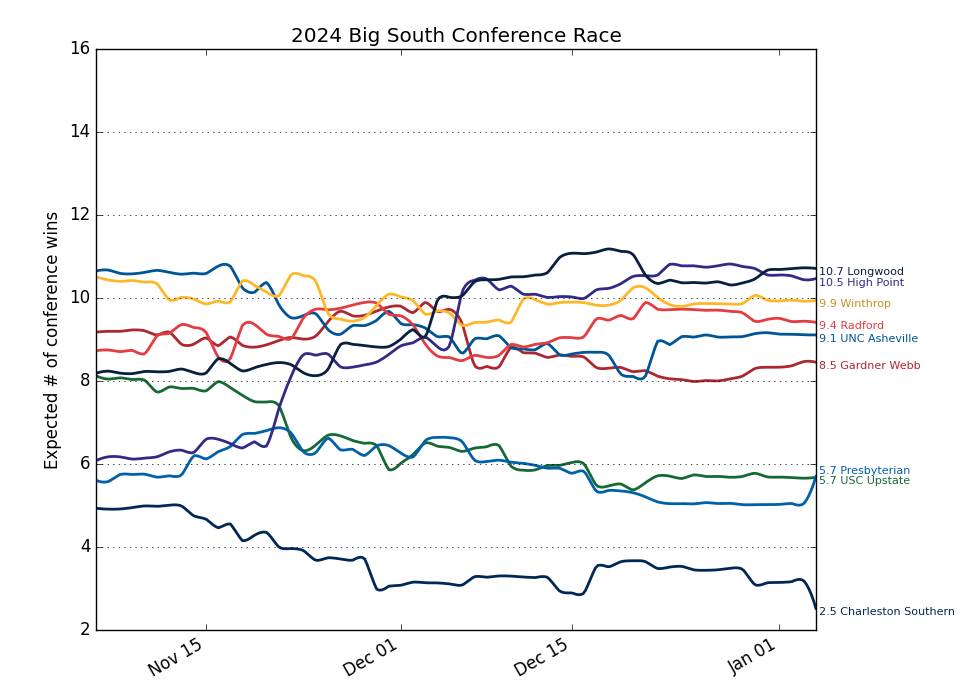 2024 Big South Conference Race
Expected # of conference wins
16
14
12
10
8
6
4
2
10.7 Longwood
10.5 High Point
9.9 Winthrop
9.4 Radford
9.1 UNC Asheville
8.5 Gardner Webb
5.7 Presbyterian
5.7 USC Upstate
2.5 Charleston Southern
Nov 15
Dec 01
Dec 15
Jan 01